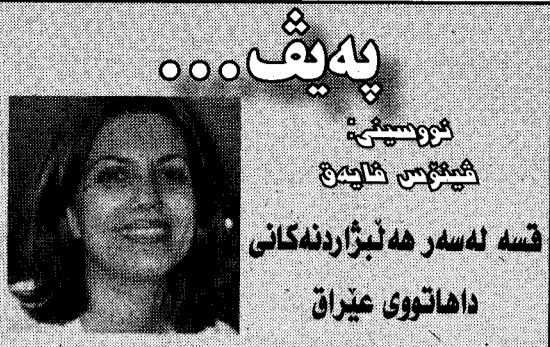 پەیڤ...
نووسینی:
ڤینۆس فایەق
قسە لەسەر هەڵبژاردنەکانی
داهاتووی عێراق